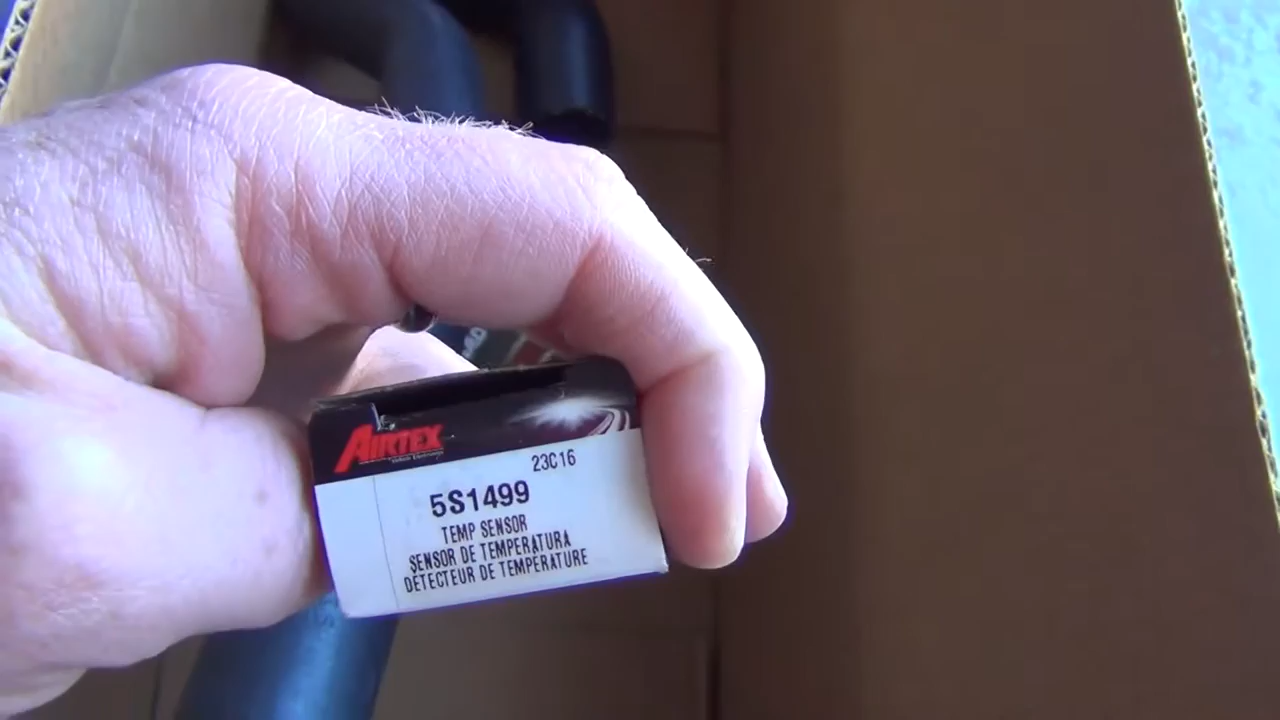 AIRTEX
23C16
5S1499
TEMP SENSOR
SENSOR DE TEMPERATURA
DÉTECTEUR DE TEMPÉRATURE